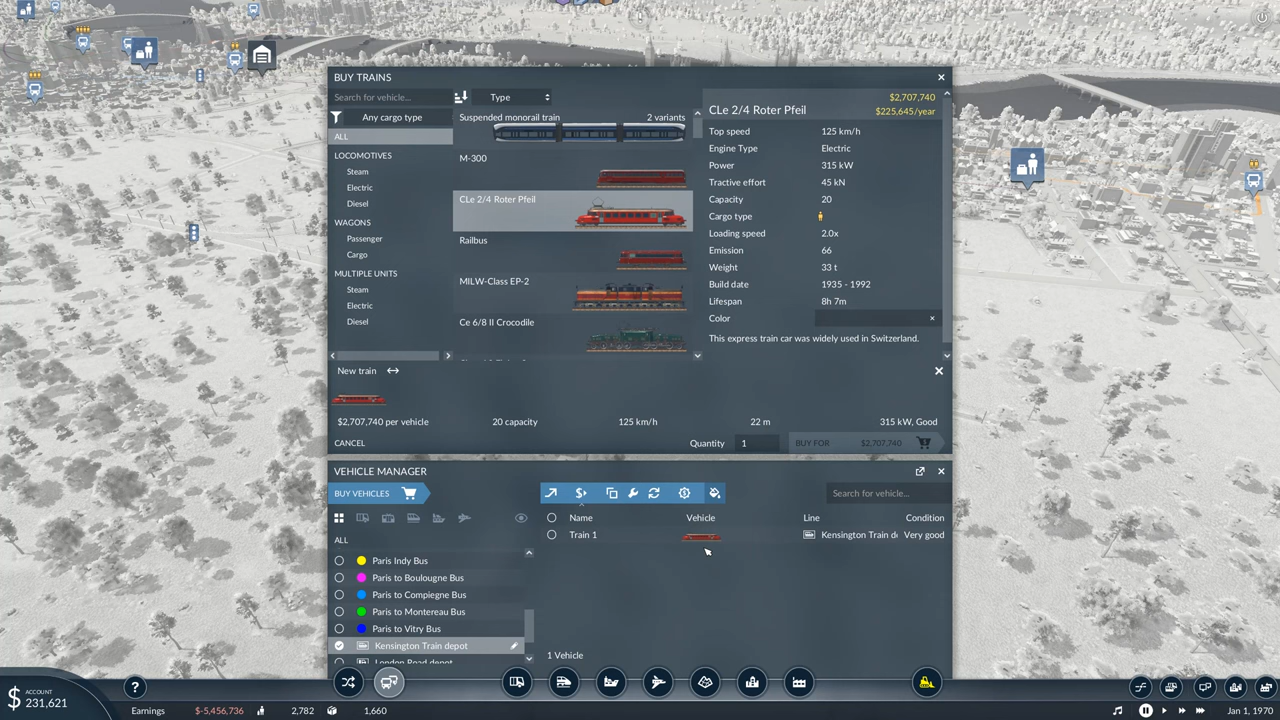 BUY TRAINS
Search for vehicle...
Type
Any cargo type
ALL
LOCOMOTIVES
Steam
Electric
Diesel
WAGONS
Passenger
Cargo
MULTIPLE UNITS
Steam
Electric
Diesel
Suspended monorail train 2 variants
M-300
CLe 2/4 Roter Pfeil
Railbus
MILW-Class EP-2
Ce 6/8 II Crocodile
$2,707,740
CLe 2/4 Roter Pfeil $225,645/year
Top speed 125 km/h
Engine Type Electric
Power 315 kW
Tractive effort 45 kN
Capacity 20
Cargo type
Loading speed 2.0x
Emission 66
Weight 33 t
Build date 1935 - 1992
Lifespan 8h 7m
Color
This express train car was widely used in Switzerland.
New train
$2,707,740 per vehicle 20 capacity 125 km/h 22 m 315 kW, Good
CANCEL Quantity 1 BUY FOR $2,707,740
VEHICLE MANAGER
BUY VEHICLES Search for vehicle...
ALL
Paris Indy Bus
Paris to Boulougne Bus
Paris to Compiegne Bus
Paris to Montereau Bus
Paris to Vitry Bus
Kensington Train depot
London Road depot
Name Vehicle Line Condition
Train 1 Kensington Train de Very good
1 Vehicle
$ ACCOUNT
231,621
? Earnings $-5,456,736 2,782 1,660 Jan 1, 1970